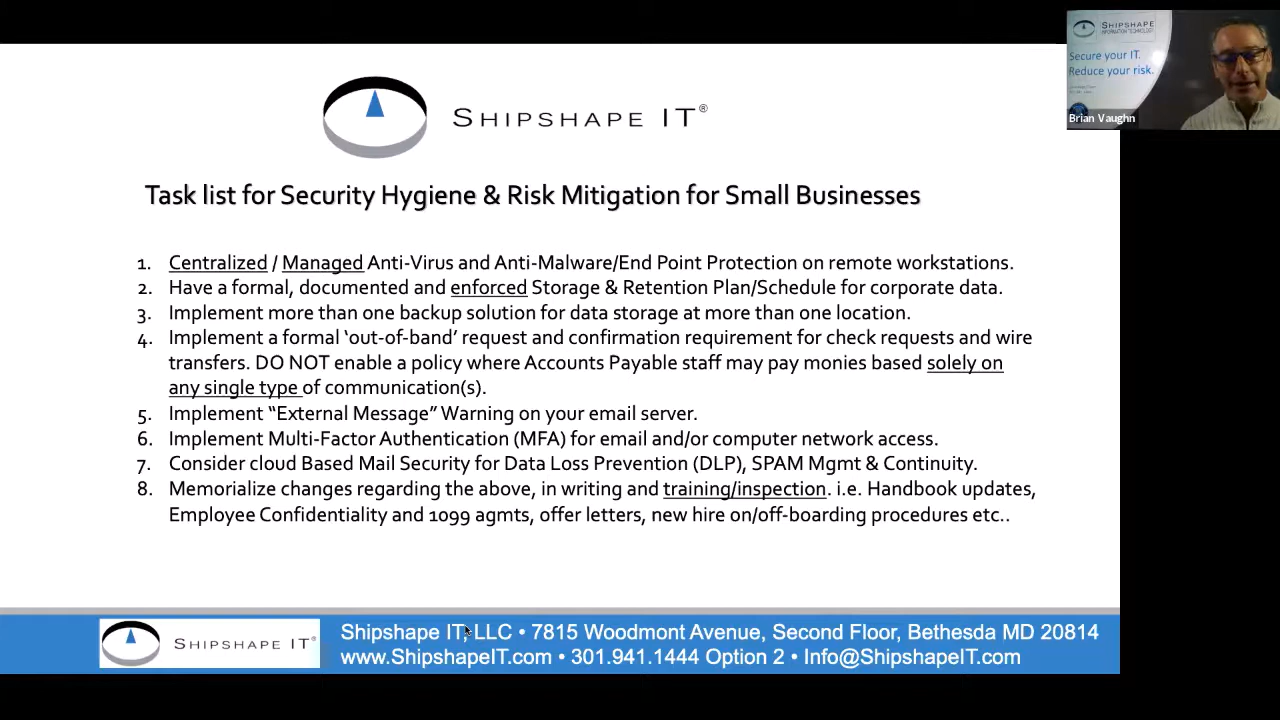 SHIPSHAPE IT®
Task list for Security Hygiene & Risk Mitigation for Small Businesses
1. Centralized / Managed Anti-Virus and Anti-Malware/End Point Protection on remote workstations.
2. Have a formal, documented and enforced Storage & Retention Plan/Schedule for corporate data.
3. Implement more than one backup solution for data storage at more than one location.
4. Implement a formal ‘out-of-band’ request and confirmation requirement for check requests and wire
transfers. DO NOT enable a policy where Accounts Payable staff may pay monies based solely on
any single type of communication(s).
5. Implement “External Message” Warning on your email server.
6. Implement Multi-Factor Authentication (MFA) for email and/or computer network access.
7. Consider cloud Based Mail Security for Data Loss Prevention (DLP), SPAM Mgmt & Continuity.
8. Memorialize changes regarding the above, in writing and training/inspection. i.e. Handbook updates,
Employee Confidentiality and 1099 agmts, offer letters, new hire on/off-boarding procedures etc..
SHIPSHAPE IT®
Shipshape IT, LLC • 7815 Woodmont Avenue, Second Floor, Bethesda MD 20814
www.ShipshapeIT.com • 301.941.1444 Option 2 • Info@ShipshapeIT.com
SHIPSHAPE
INFORMATION TECHNOLOGY
Secure your IT.
Reduce your risk.
Brian Vaughn